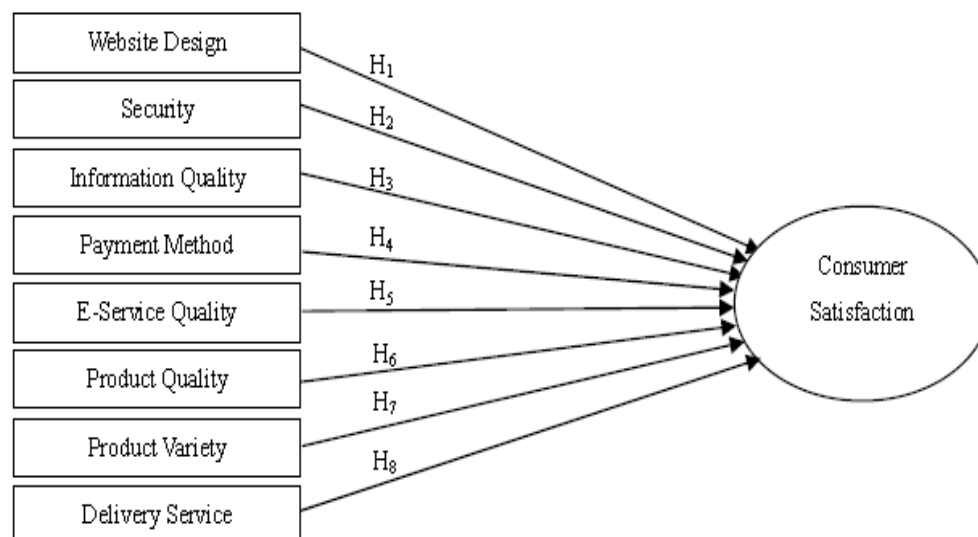 Website Design
H₁
Security
H₂
Information Quality
H₃
Payment Method
H₄
E-Service Quality
H₅
Product Quality
H₆
Product Variety
H₇
Delivery Service
H₈
Consumer
Satisfaction